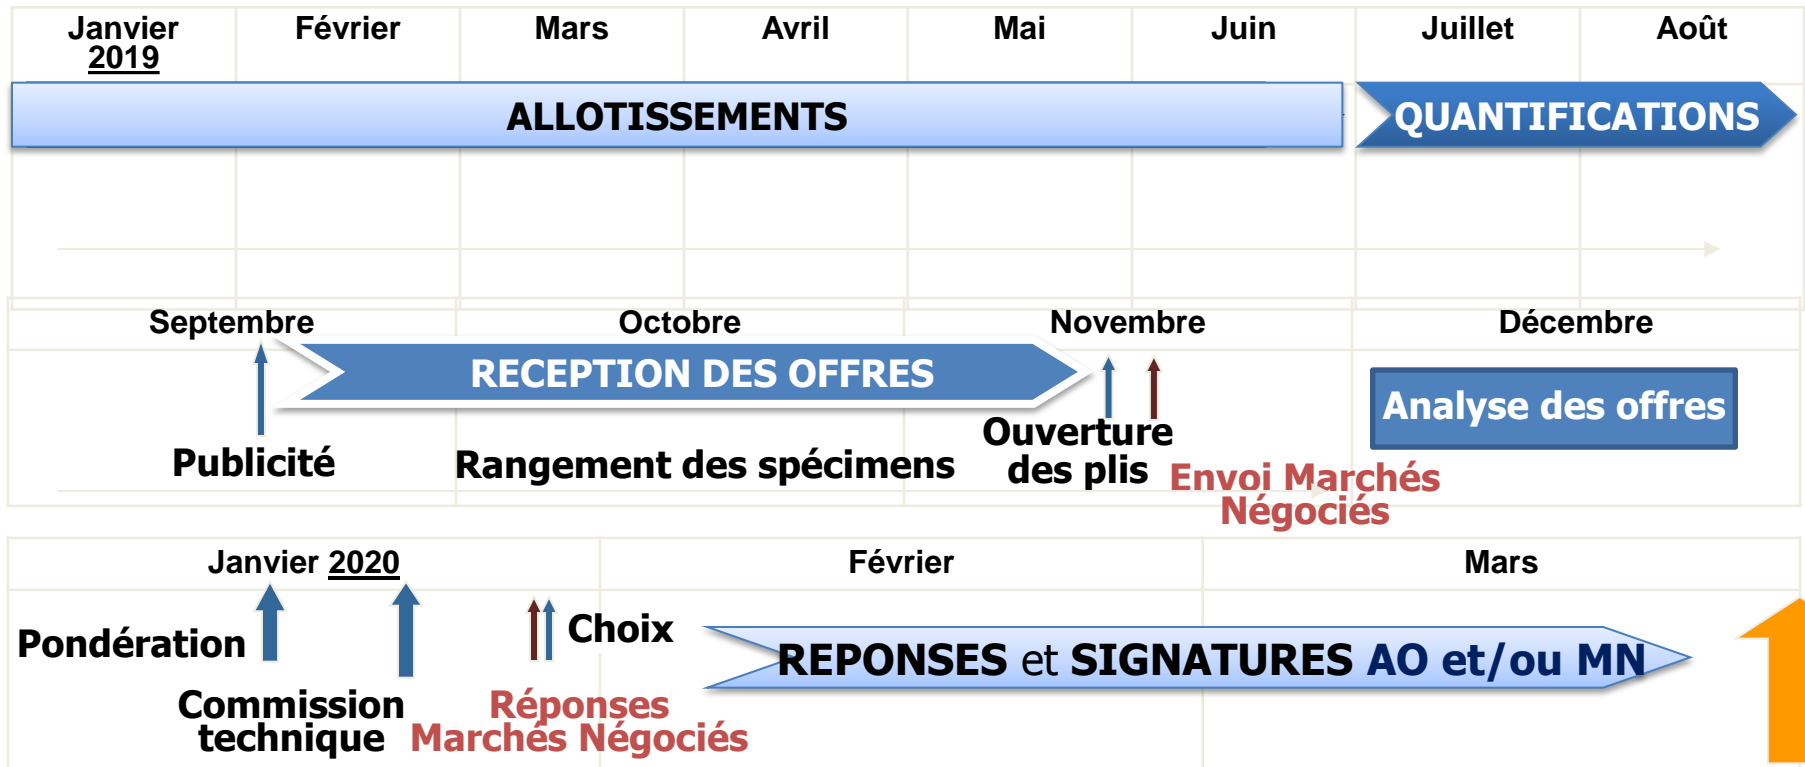 Janvier Février Mars Avril Mai Juin Juillet Août
2019
ALLOTISSEMENTS QUANTIFICATIONS
Septembre Octobre Novembre Décembre
RECEPTION DES OFFRES
Analyse des offres
Publicité
Rangement des spécimens
Ouverture
des plis
Envoi Marchés
Négociés
Janvier 2020 Février Mars
Pondération
Choix
REPONSES et SIGNATURES AO et/ou MN
Commission
technique
Réponses
Marchés Négociés